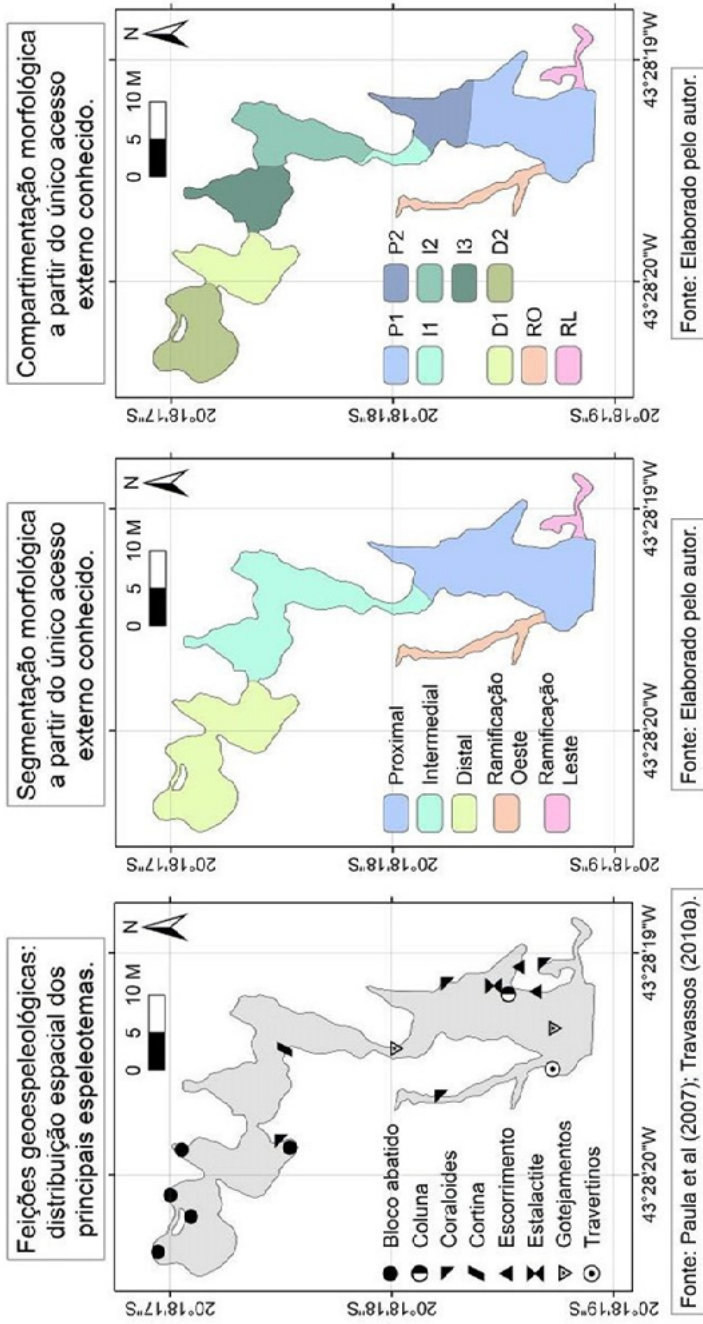 Feições geoespeleológicas:
distribuição espacial dos
principais espeleotemas.
N
0 5 10 M
20°18'17"S
20°18'18"S
20°18'19"S
43°28'20"W
43°28'19"W
Bloco abatido
Coluna
Coraloides
Cortina
Escorrimento
Estalactite
Gotejamentos
Travertinos
Fonte: Paula et al (2007); Travassos (2010a).
Segmentação morfológica
a partir do único acesso
externo conhecido.
N
0 5 10 M
20°18'17"S
20°18'18"S
20°18'19"S
43°28'20"W
43°28'19"W
Proximal
Intermedial
Distal
Ramificação
Oeste
Ramificação
Leste
Fonte: Elaborado pelo autor.
Compartimentação morfológica
a partir do único acesso
externo conhecido.
N
0 5 10 M
20°18'17"S
20°18'18"S
20°18'19"S
43°28'20"W
43°28'19"W
P1 P2
I1 I2
I3
D1 D2
RO
RL
Fonte: Elaborado pelo autor.